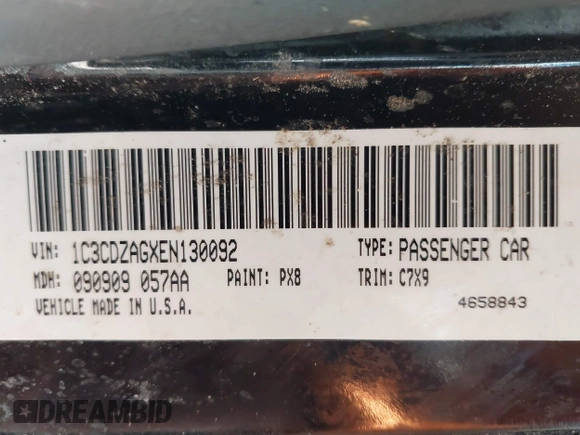 VIN: 1C3CDZAGXEN130092 TYPE: PASSENGER CAR
MDH: 090909 057AA PAINT: PX8 TRIM: C7X9
VEHICLE MADE IN U.S.A. 4658843
DREAMBID